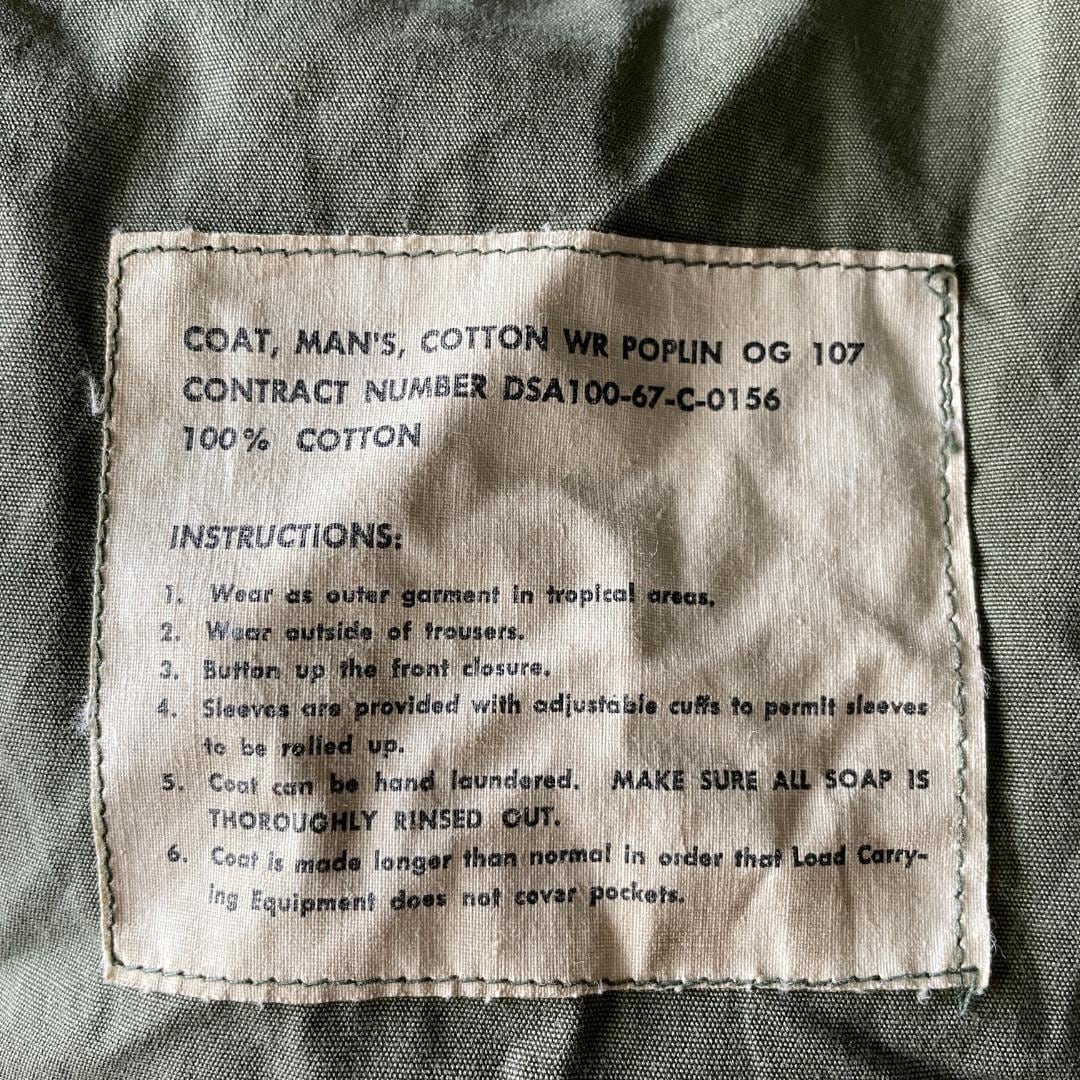 COAT, MAN'S, COTTON WR POPLIN OG 107
CONTRACT NUMBER DSA100-67-C-0156
100% COTTON
INSTRUCTIONS:
1. Wear as outer garment in tropical areas.
2. Wear outside of trousers.
3. Button up the front closure.
4. Sleeves are provided with adjustable cuffs to permit sleeves
to be rolled up.
5. Coat can be hand laundered. MAKE SURE ALL SOAP IS
THOROUGHLY RINSED OUT.
6. Coat is made longer than normal in order that Load Carry-
ing Equipment does not cover pockets.